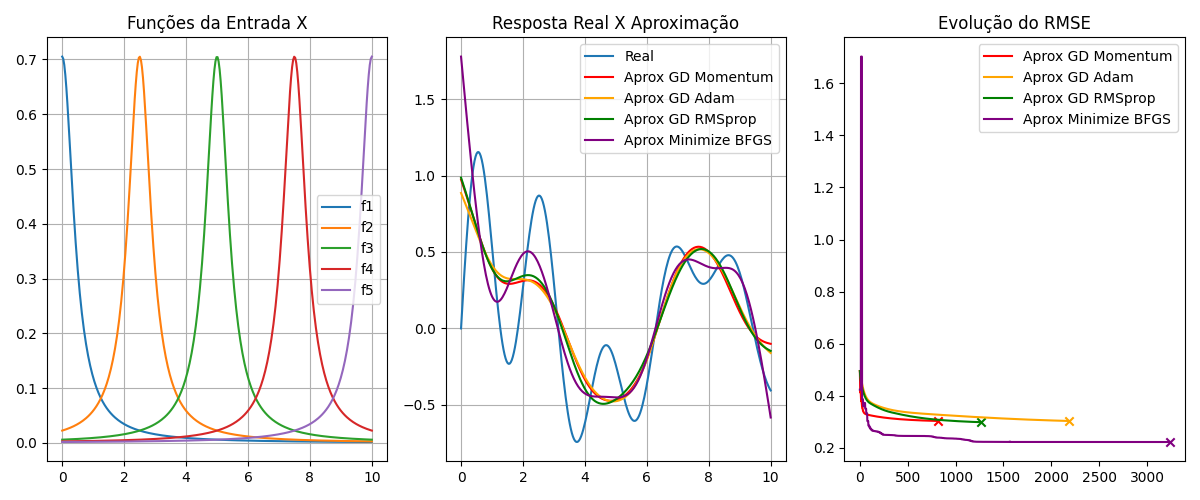 Funções da Entrada X
0.7
0.6
0.5
0.4
0.3
0.2
0.1
0.0
0 2 4 6 8 10
f1
f2
f3
f4
f5
Resposta Real X Aproximação
1.5
1.0
0.5
0.0
−0.5
0 2 4 6 8 10
Real
Aprox GD Momentum
Aprox GD Adam
Aprox GD RMSprop
Aprox Minimize BFGS
Evolução do RMSE
1.6
1.4
1.2
1.0
0.8
0.6
0.4
0.2
0 500 1000 1500 2000 2500 3000
Aprox GD Momentum
Aprox GD Adam
Aprox GD RMSprop
Aprox Minimize BFGS